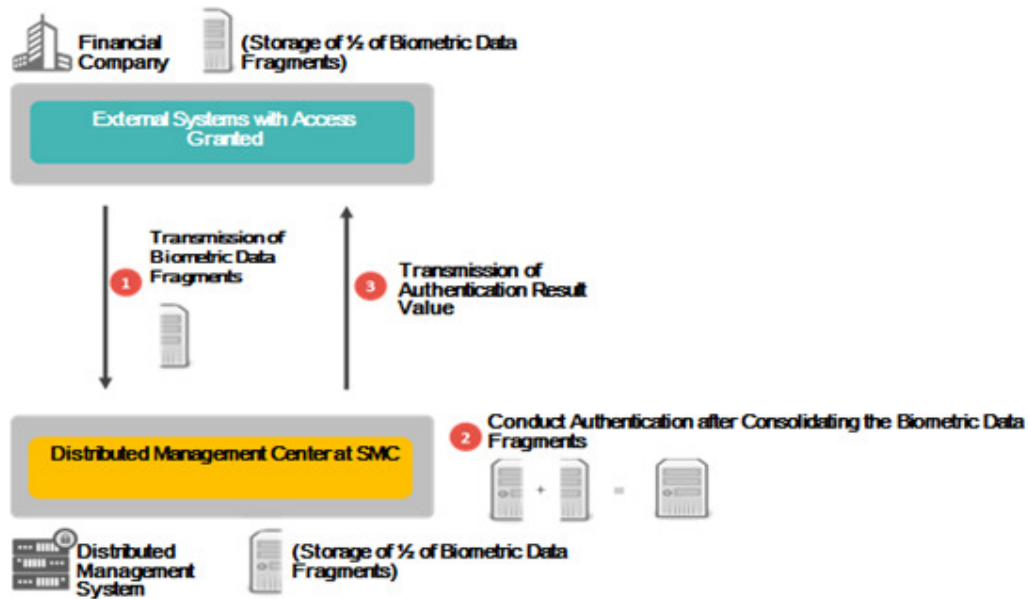 Financial
Company
(Storage of ½ of Biometric Data
Fragments)
External Systems with Access
Granted
Transmission of
Biometric Data
Fragments
1
3
Transmission of
Authentication Result
Value
Distributed Management Center at SMC
2
Conduct Authentication after Consolidating the Biometric Data
Fragments
+
=
Distributed
Management
System
(Storage of ½ of Biometric Data
Fragments)